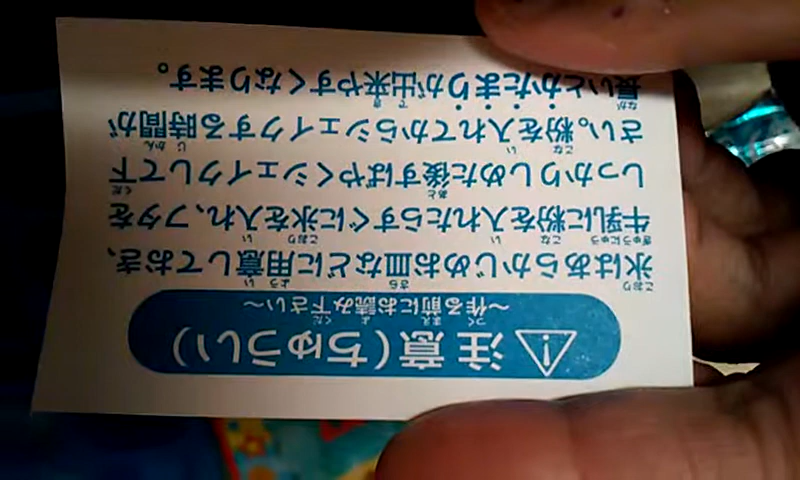 注意(ちゅうい)
～作る前にお読み下さい～
氷はあらかじめお皿などに用意しておき、
牛乳に粉を入れたらすぐに氷を入れ、フタを
しっかりしめた後すばやくシェイクして下
さい。粉を入れてからシェイクする時間が
長いとかたまりが出来やすくなります。